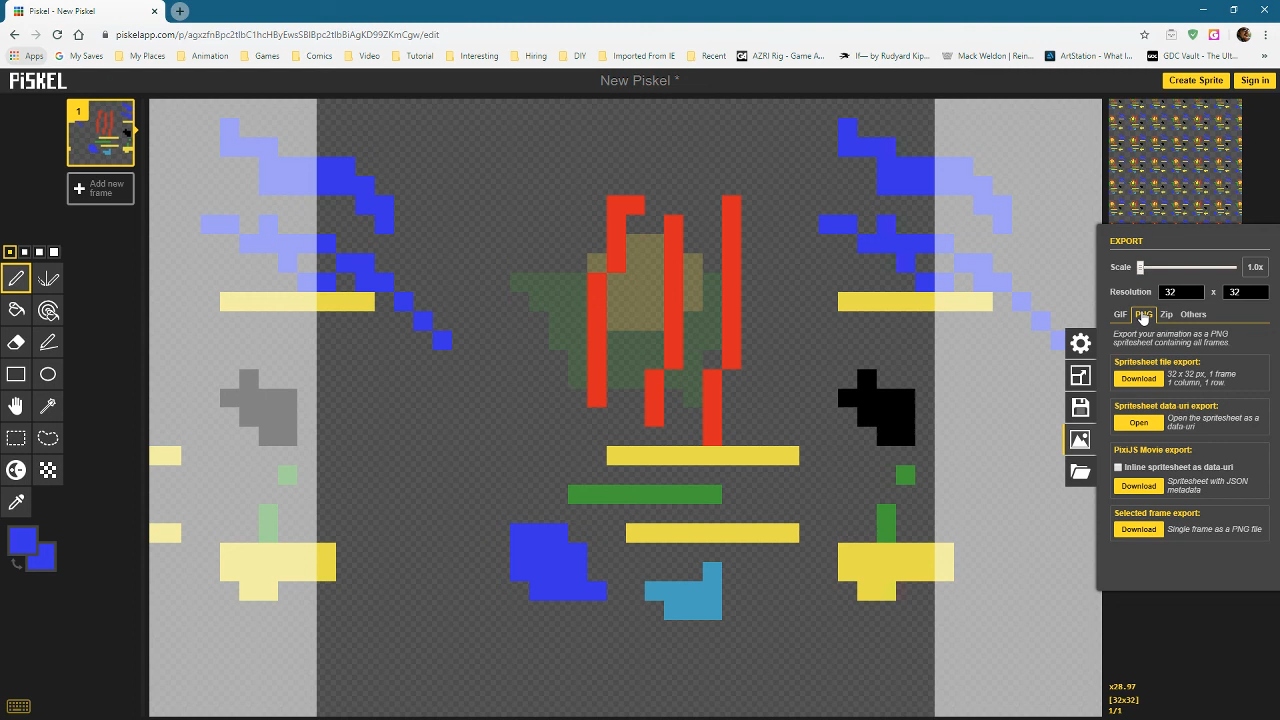 Piskel - New Piskel
piskelapp.com/p/agxzfnBpc2tlbC1hcHByEwsSBlBpc2tlbBiAgKD99ZKmCgw/edit
Apps My Saves My Places Animation Games Comics Video Tutorial Interesting Hiring DIY Imported From IE Recent AZRI Rig - Game A... If— by Rudyard Kip... Mack Weldon | Rein... ArtStation - What I... GDC Vault - The Ult... »
PiSKEL New Piskel * Create Sprite Sign in
1
Add new
frame
EXPORT
Scale 1.0x
Resolution 32 x 32
GIF PNG Zip Others
Export your animation as a PNG
spritesheet containing all frames.
Spritesheet file export:
Download 32 x 32 px, 1 frame
1 column, 1 row.
Spritesheet data-uri export:
Open Open the spritesheet as a
data-uri
PixiJS Movie export:
Inline spritesheet as data-uri
Download Spritesheet with JSON
metadata
Selected frame export:
Download Single frame as a PNG file
x28.97
[32x32]
1/1